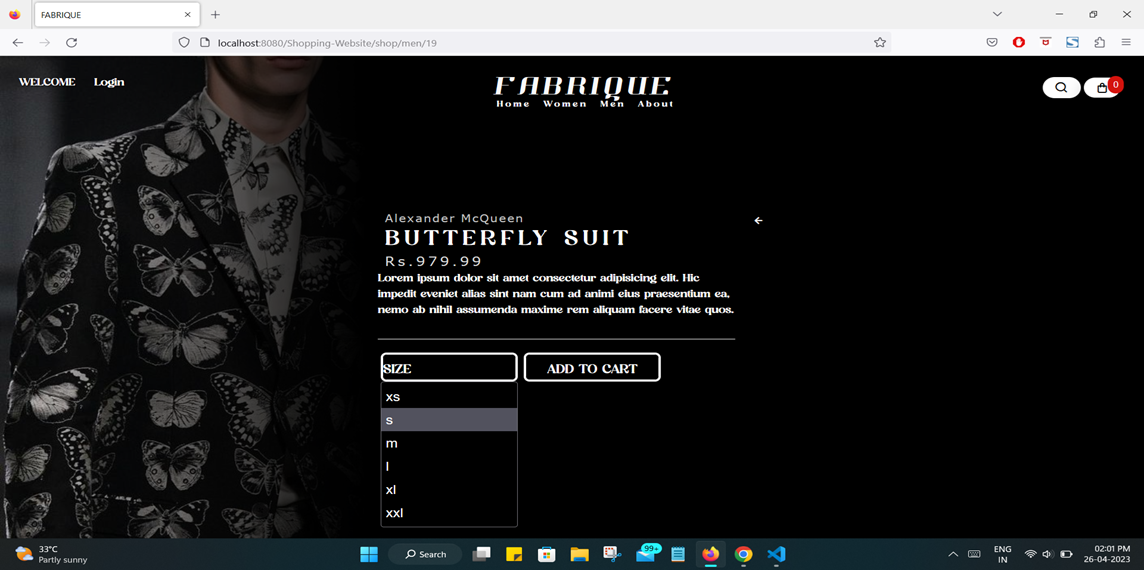 FABRIQUE
localhost:8080/Shopping-Website/shop/men/19
WELCOME Login
FABRIQUE
Home Women Men About
0
Alexander McQueen
BUTTERFLY SUIT
Rs.979.99
Lorem ipsum dolor sit amet consectetur adipisicing elit. Hic
impedit eveniet alias sint nam cum ad animi eius praesentium ea,
nemo ab nihil assumenda maxime rem aliquam facere vitae quos.
SIZE ADD TO CART
xs
s
m
l
xl
xxl
33°C
Partly sunny
Search
99+
ENG
IN
02:01 PM
26-04-2023